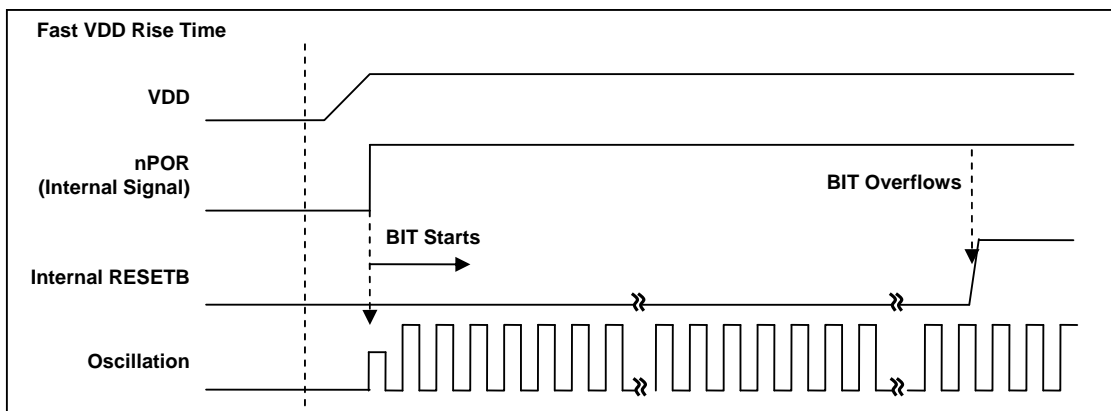 Fast VDD Rise Time
VDD
nPOR
(Internal Signal)
BIT Overflows
BIT Starts
Internal RESETB
Oscillation